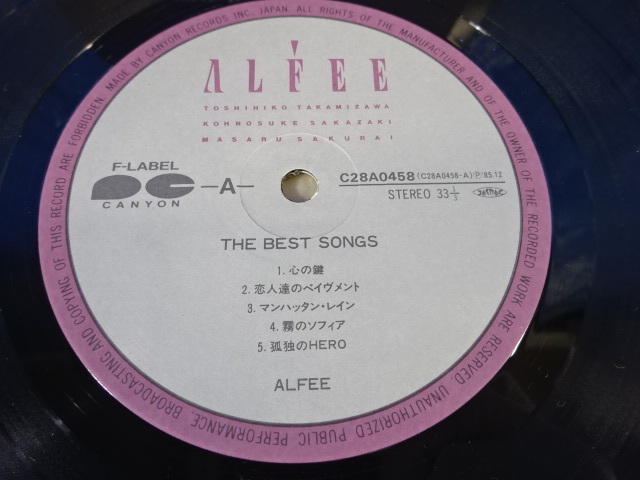 MADE BY CANYON RECORDS INC. JAPAN. ALL RIGHTS OF THE MANUFACTURER AND OF THE OWNER OF THE RECORDED WORK ARE RESERVED. UNAUTHORIZED PUBLIC PERFORMANCE, BROADCASTING AND COPYING OF THIS RECORD ARE FORBIDDEN.
ALFEE
TOSHIHIKO TAKAMIZAWA
KOHNOSUKE SAKAZAKI
MASARU SAKURAI
F-LABEL
CANYON
—A—
C28A0458 (C28A0458-A) Ⓟ'85.12
STEREO 33⅓
THE BEST SONGS
1. 心の鍵
2. 恋人達のペイヴメント
3. マンハッタン・レイン
4. 霧のソフィア
5. 孤独のHERO
ALFEE